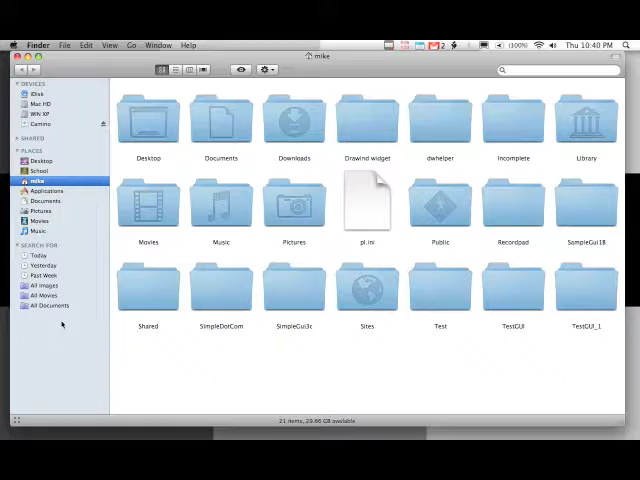 Finder File Edit View Go Window Help
2 (100%) Thu 10:40 PM
mike
DEVICES
iDisk
Mac HD
WIN XP
Camino
SHARED
PLACES
Desktop
School
mike
Applications
Documents
Pictures
Movies
Music
SEARCH FOR
Today
Yesterday
Past Week
All Images
All Movies
All Documents
Desktop Documents Downloads Drawind widget dwhelper Incomplete Library
Movies Music Pictures pl.ini Public Recordpad SampleGui1B
Shared SimpleDotCom SimpleGui3c Sites Test TestGUI TestGUI_1
21 items, 29.66 GB available